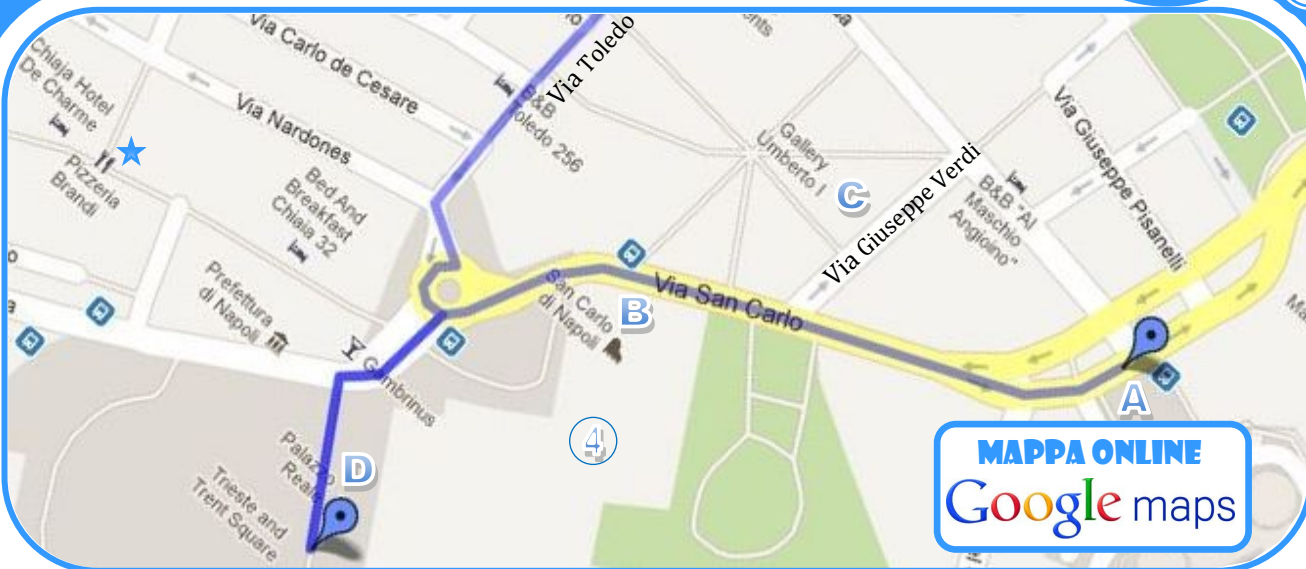 Via Carlo de Cesare
Chiaja Hotel
De Charme
Via Nardones
Pizzeria
Brandi
Bed And
Breakfast
Chiaia 32
Via Toledo
B&B
Toledo 256
Gallery
Umberto I
C
Via Giuseppe Verdi
B&B "Al
Maschio
Angioino"
Via Giuseppe Pisanelli
Prefettura
di Napoli
San Carlo
di Napoli
B
Via San Carlo
Gambrinus
A
4
Palazzo
Reale
D
Trieste and
Trent Square
MAPPA ONLINE
Google maps